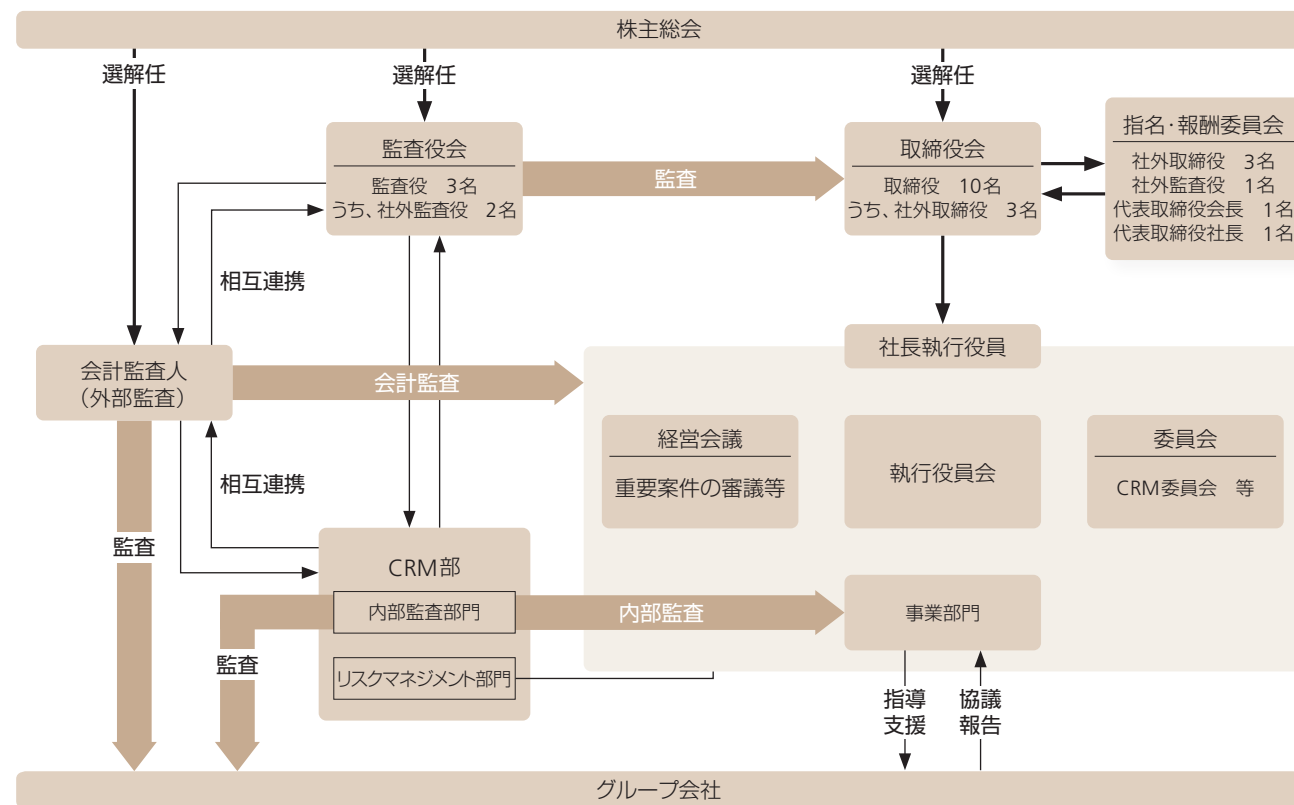 株主総会
選解任
選解任
選解任
監査役会
監査役　3名
うち、社外監査役　2名
監査
取締役会
取締役　10名
うち、社外取締役　3名
指名・報酬委員会
社外取締役　3名
社外監査役　1名
代表取締役会長　1名
代表取締役社長　1名
相互連携
社長執行役員
会計監査人
（外部監査）
会計監査
経営会議
重要案件の審議等
執行役員会
委員会
CRM委員会　等
相互連携
監査
CRM部
内部監査部門
内部監査
事業部門
監査
リスクマネジメント部門
指導
支援
協議
報告
グループ会社